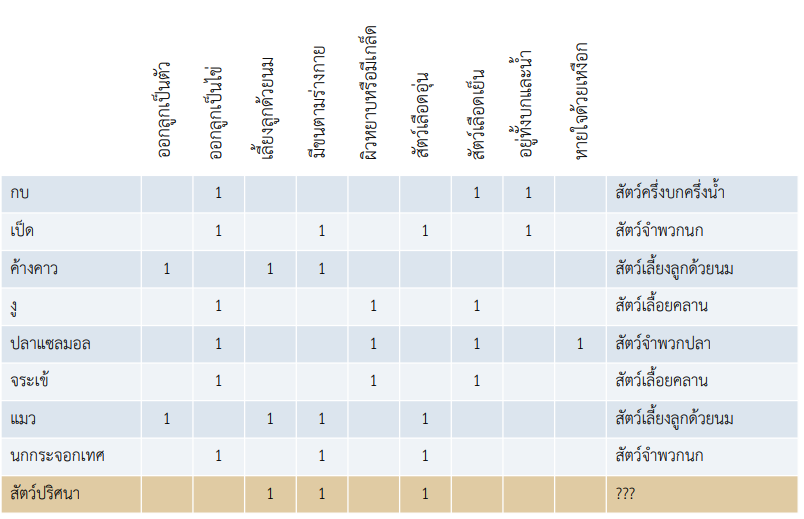 ออกลูกเป็นตัว
ออกลูกเป็นไข่
เลี้ยงลูกด้วยนม
มีขนตามร่างกาย
ผิวหยาบหรือมีเกล็ด
สัตว์เลือดอุ่น
สัตว์เลือดเย็น
อยู่ทั้งบกและน้ำ
หายใจด้วยเหงือก
กบ 1 1 1 สัตว์ครึ่งบกครึ่งน้ำ
เป็ด 1 1 1 1 สัตว์จำพวกนก
ค้างคาว 1 1 1 สัตว์เลี้ยงลูกด้วยนม
งู 1 1 1 สัตว์เลื้อยคลาน
ปลาแซลมอล 1 1 1 1 สัตว์จำพวกปลา
จระเข้ 1 1 1 สัตว์เลื้อยคลาน
แมว 1 1 1 1 สัตว์เลี้ยงลูกด้วยนม
นกกระจอกเทศ 1 1 1 สัตว์จำพวกนก
สัตว์ปริศนา 1 1 1 ???